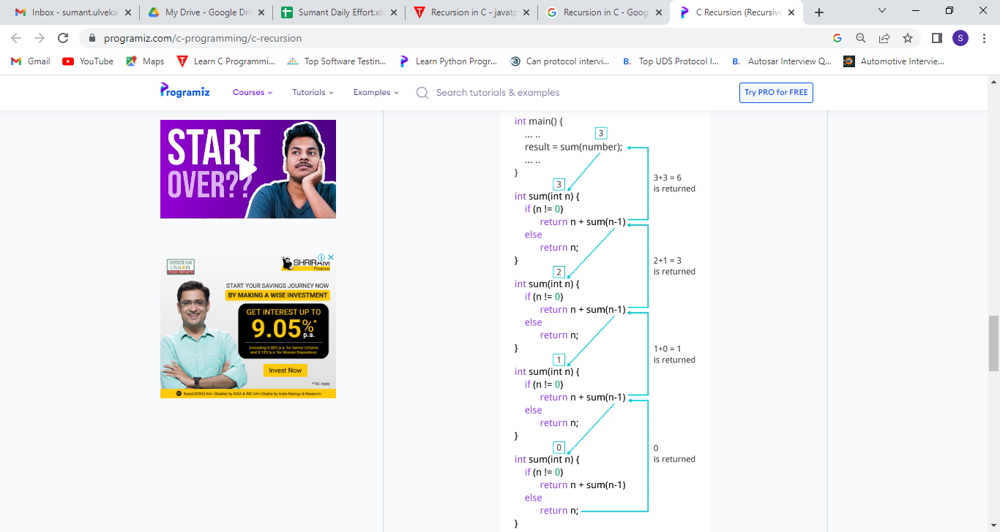 Inbox - sumant.ulveka
My Drive - Google Dri
Sumant Daily Effort.xls
Recursion in C - javatp
Recursion in C - Goog
C Recursion (Recursive
programiz.com/c-programming/c-recursion
S
Gmail
YouTube
Maps
Learn C Programmi...
Top Software Testin...
Learn Python Progr...
Can protocol intervi...
Top UDS Protocol I...
Autosar Interview Q...
Automotive Intervie...
Programiz
Courses
Tutorials
Examples
Search tutorials & examples
Try PRO for FREE
START
OVER??
SHRIRAM
UNNATI
FIXED DEPOSITS
SHRIRAM
Finance
START YOUR SAVINGS JOURNEY NOW
BY MAKING A WISE INVESTMENT
GET INTEREST UP TO
9.05%*
p.a.
(Including 0.50%*p.a. for Senior Citizens
and 0.10%*p.a. for Women Depositors)
Invest Now
*T&C Apply
Rated [ICRA] AA+ (Stable) by ICRA & IND AA+/Stable by India Ratings & Research
int main() {
... ..
3
result = sum(number);
... ..
}
3+3 = 6
is returned
3
int sum(int n) {
if (n != 0)
return n + sum(n-1)
else
return n;
}
2+1 = 3
is returned
2
int sum(int n) {
if (n != 0)
return n + sum(n-1)
else
return n;
}
1+0 = 1
is returned
1
int sum(int n) {
if (n != 0)
return n + sum(n-1)
else
return n;
}
0
is returned
0
int sum(int n) {
if (n != 0)
return n + sum(n-1)
else
return n;
}